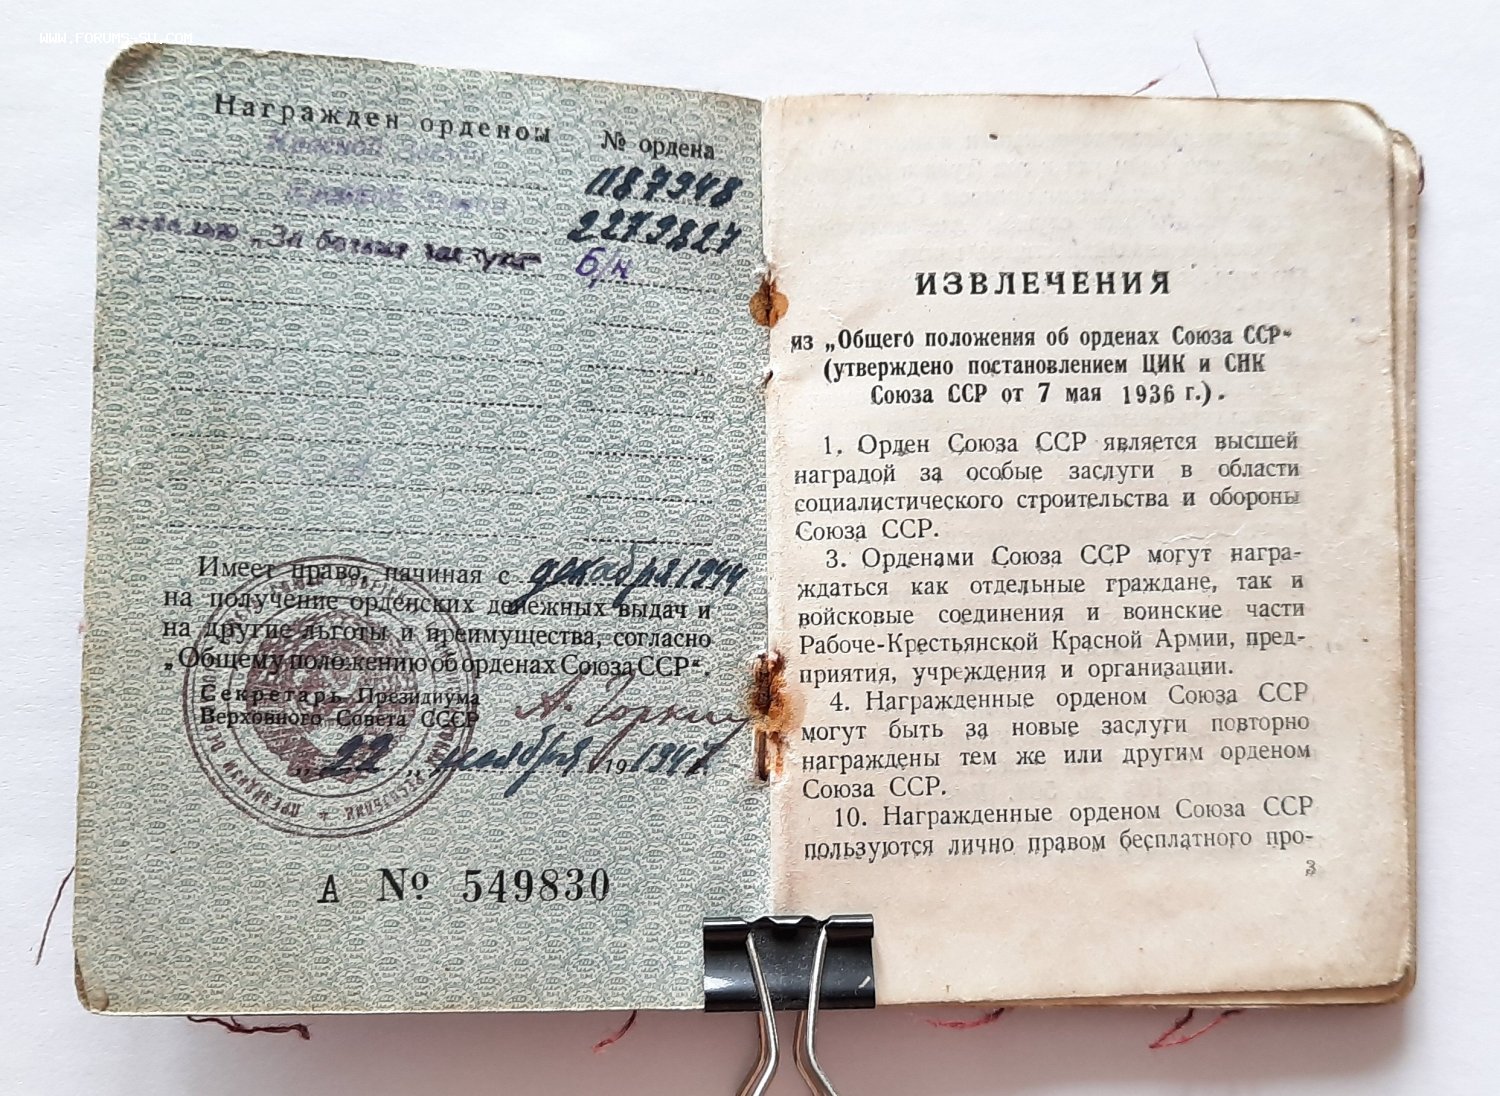 WWW.FORUMS-SU.COM
Награжден орденом
№ ордена
Красной Звезды
1187948
Красной Звезды
2279827
медалью „За боевые заслуги"
б/н
Имеет право, начиная с декабря 1944
на получение орденских денежных выдач и
на другие льготы и преимущества, согласно
„Общему положению об орденах Союза ССР".
Секретарь Президиума
Верховного Совета СССР
А. Горкин
„22„ ноября 19 1947.
А № 549830
ИЗВЛЕЧЕНИЯ
из „Общего положения об орденах Союза ССР"
(утверждено постановлением ЦИК и СНК
Союза ССР от 7 мая 1936 г.).
1. Орден Союза ССР является высшей
наградой за особые заслуги в области
социалистического строительства и обороны
Союза ССР.
3. Орденами Союза ССР могут награ-
ждаться как отдельные граждане, так и
войсковые соединения и воинские части
Рабоче-Крестьянской Красной Армии, пред-
приятия, учреждения и организации.
4. Награжденные орденом Союза ССР
могут быть за новые заслуги повторно
награждены тем же или другим орденом
Союза ССР.
10. Награжденные орденом Союза ССР
пользуются лично правом бесплатного про-
3